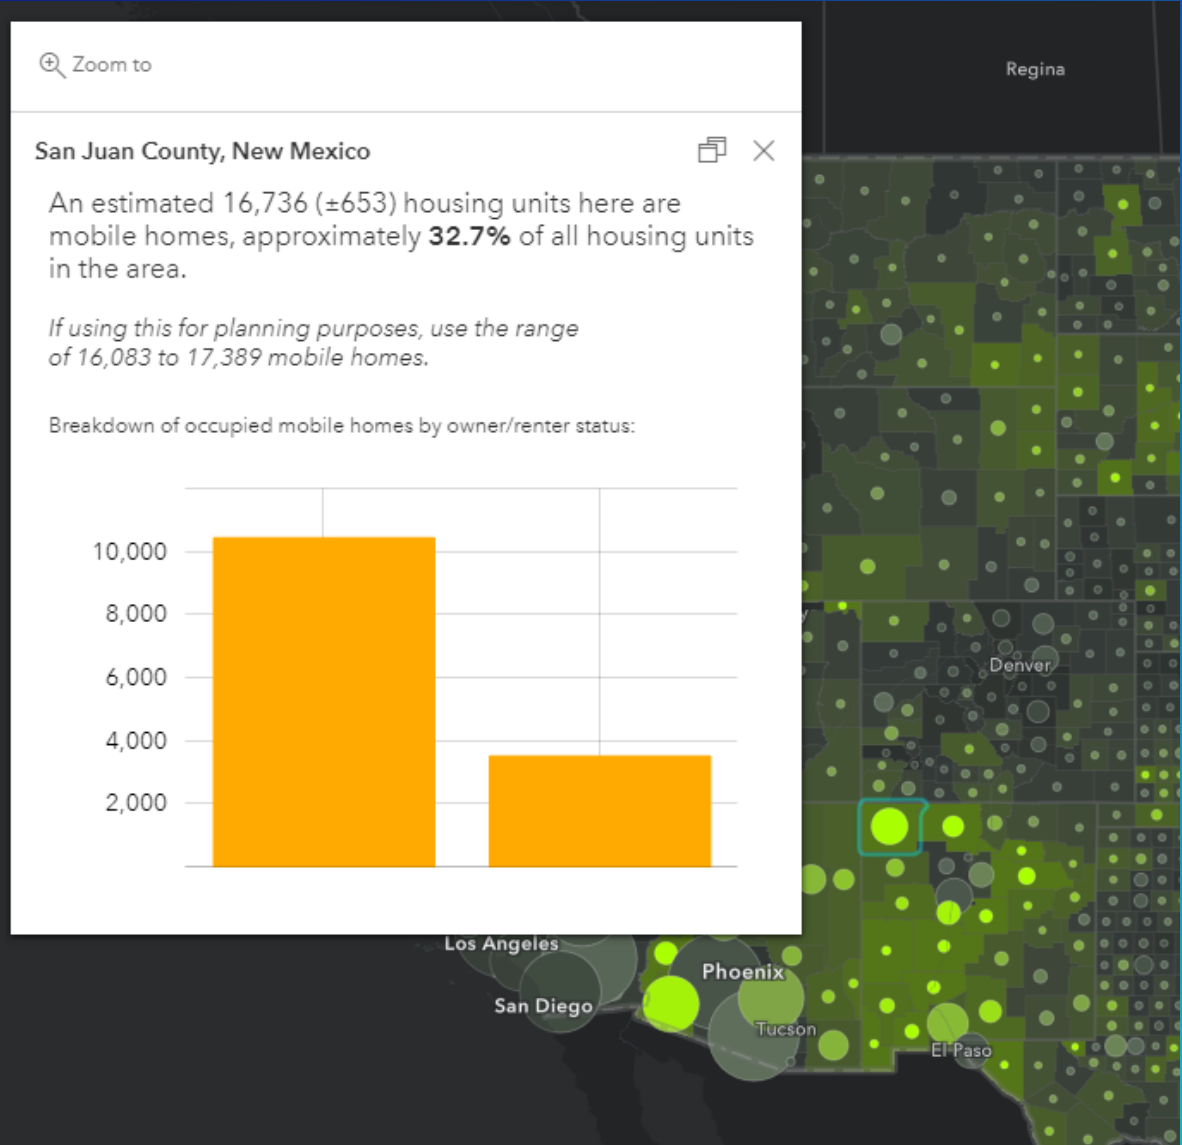 Zoom to
Regina
San Juan County, New Mexico
An estimated 16,736 (±653) housing units here are
mobile homes, approximately 32.7% of all housing units
in the area.
If using this for planning purposes, use the range
of 16,083 to 17,389 mobile homes.
Breakdown of occupied mobile homes by owner/renter status:
10,000
8,000
6,000
4,000
2,000
Denver
Los Angeles
San Diego
Phoenix
Tucson
El Paso